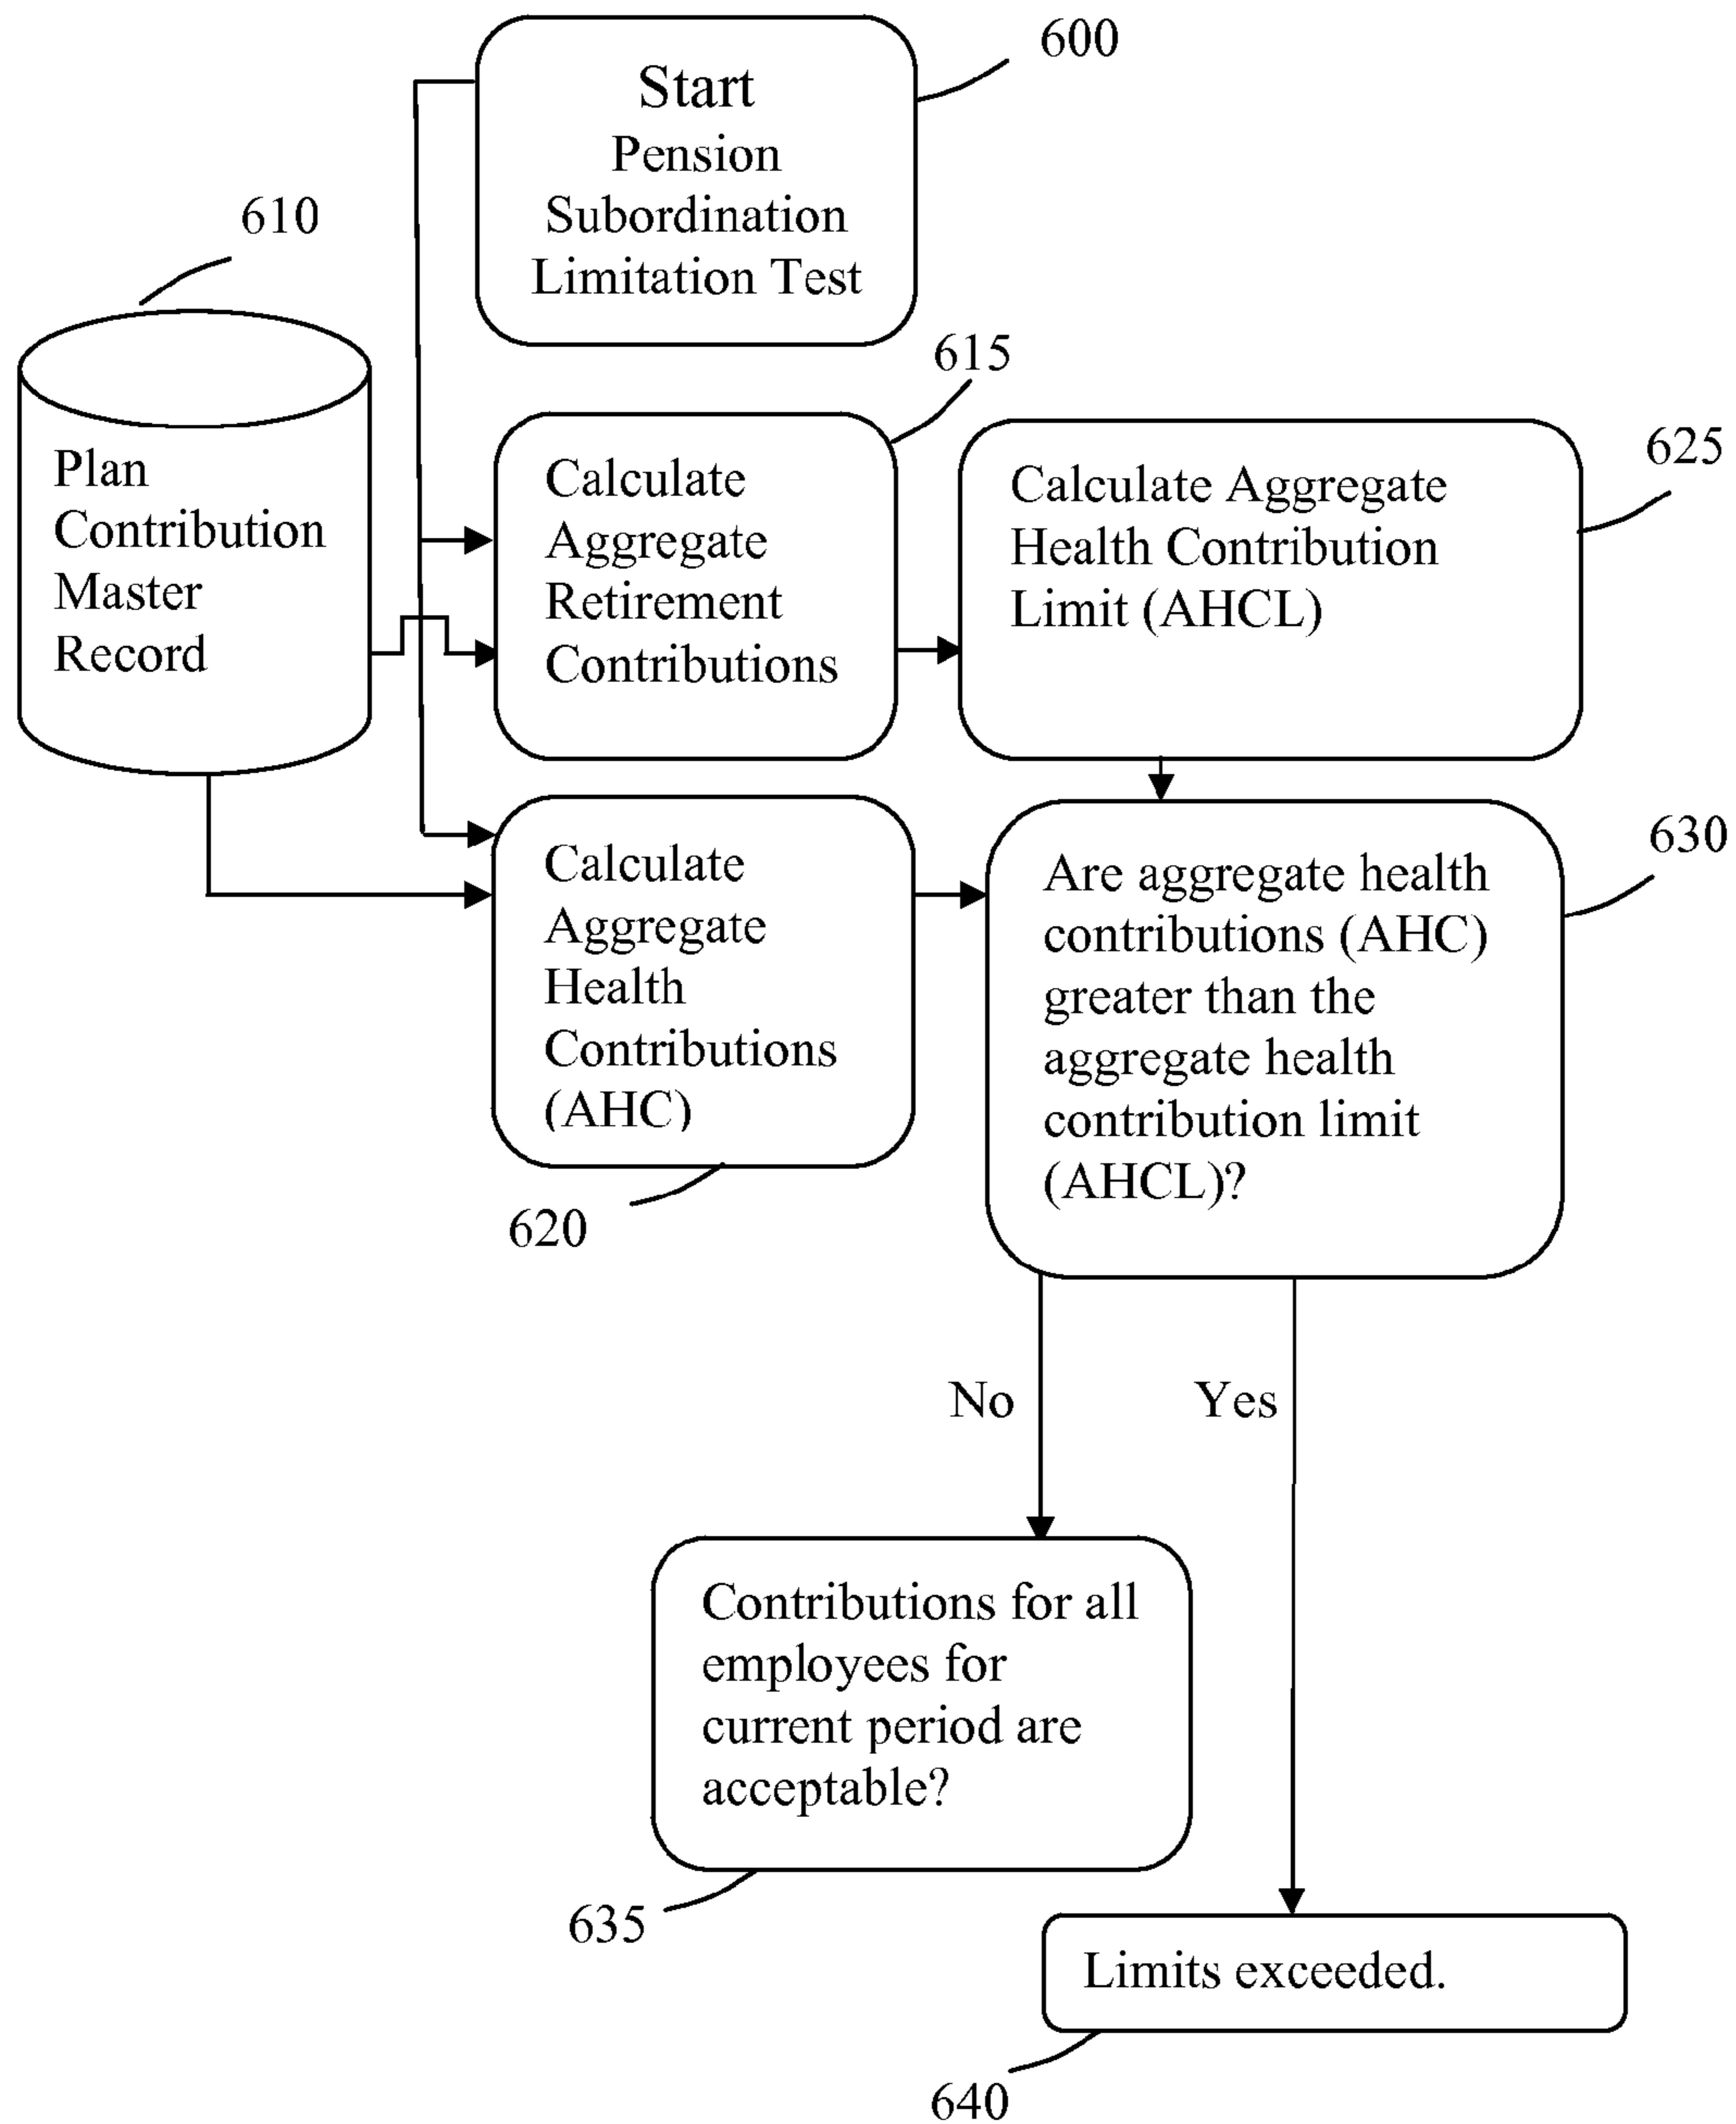 600
Start
Pension
Subordination
Limitation Test
610
Plan
Contribution
Master
Record
615
Calculate
Aggregate
Retirement
Contributions
625
Calculate Aggregate
Health Contribution
Limit (AHCL)
620
Calculate
Aggregate
Health
Contributions
(AHC)
630
Are aggregate health
contributions (AHC)
greater than the
aggregate health
contribution limit
(AHCL)?
No
Yes
Contributions for all
employees for
current period are
acceptable?
635
Limits exceeded.
640